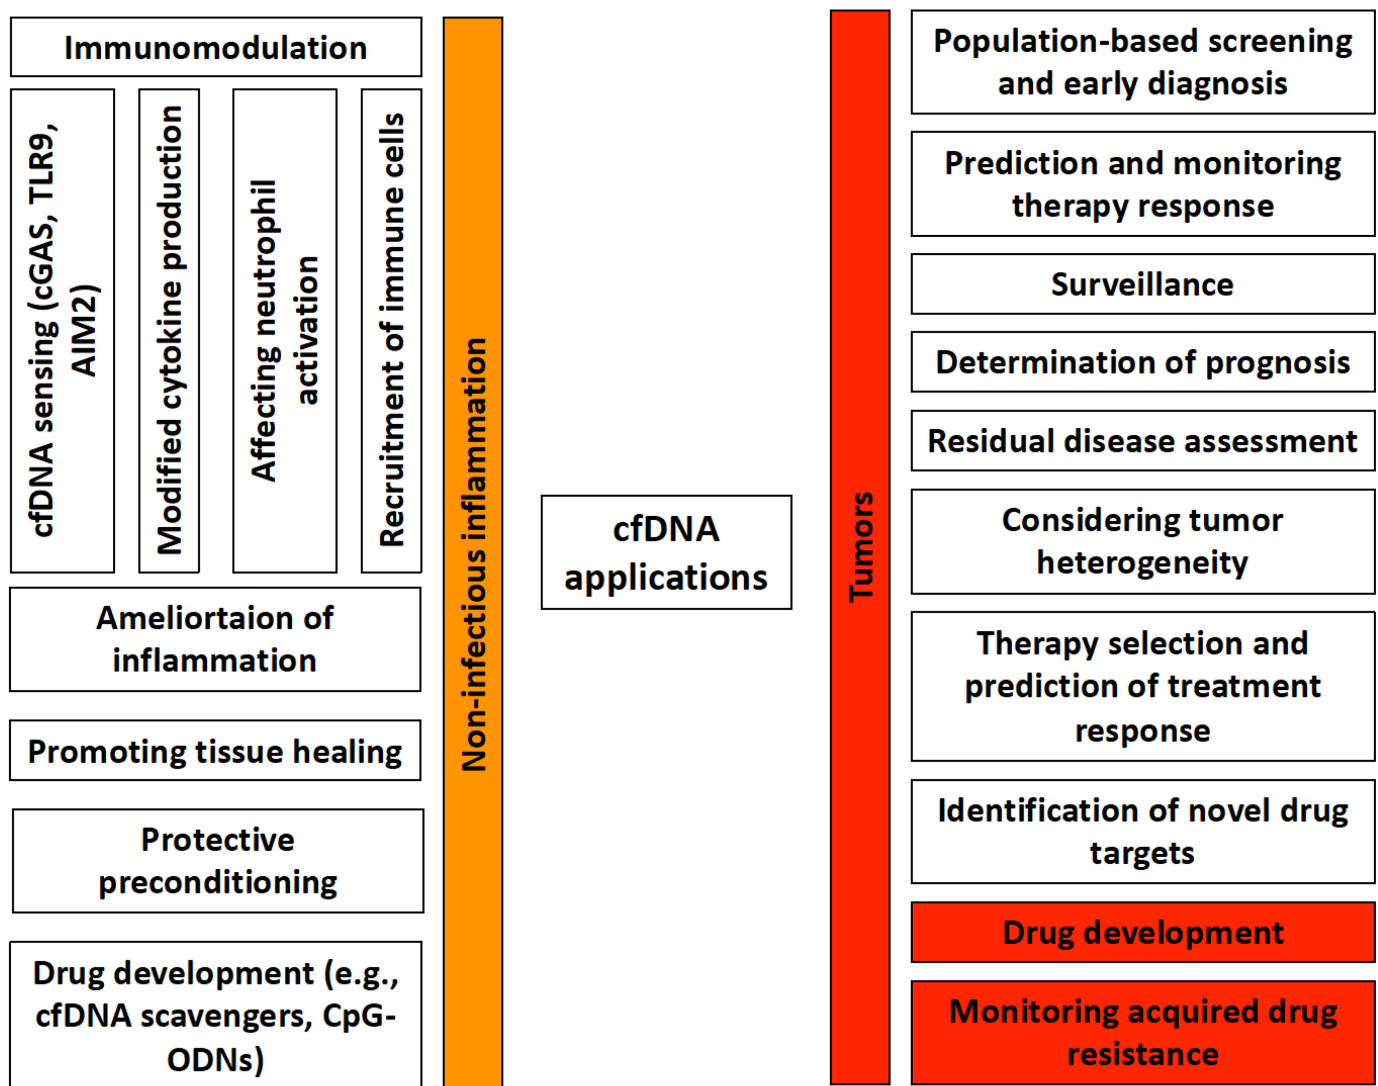 Immunomodulation
cfDNA sensing (cGAS, TLR9,
AIM2)
Modified cytokine production
Affecting neutrophil
activation
Recruitment of immune cells
Ameliortaion of
inflammation
Promoting tissue healing
Protective
preconditioning
Drug development (e.g.,
cfDNA scavengers, CpG-
ODNs)
Non-infectious inflammation
cfDNA
applications
Tumors
Population-based screening
and early diagnosis
Prediction and monitoring
therapy response
Surveillance
Determination of prognosis
Residual disease assessment
Considering tumor
heterogeneity
Therapy selection and
prediction of treatment
response
Identification of novel drug
targets
Drug development
Monitoring acquired drug
resistance